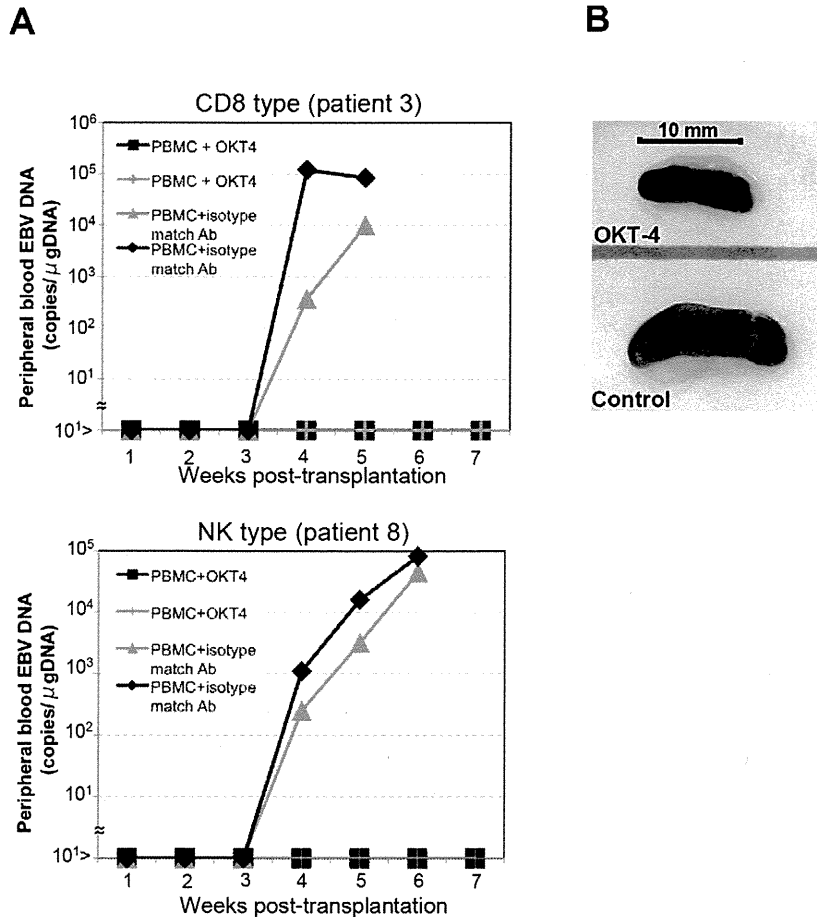 A
B
CD8 type (patient 3)
Peripheral blood EBV DNA
(copies/μgDNA)
10⁶
10⁵
10⁴
10³
10²
10¹
≈
10¹>
PBMC + OKT4
PBMC + OKT4
PBMC+isotype
match Ab
PBMC+isotype
match Ab
1 2 3 4 5 6 7
Weeks post-transplantation
10 mm
OKT-4
Control
NK type (patient 8)
Peripheral blood EBV DNA
(copies/μgDNA)
10⁵
10⁴
10³
10²
10¹
≈
10¹>
PBMC+OKT4
PBMC+OKT4
PBMC+isotype
match Ab
PBMC+isotype
match Ab
1 2 3 4 5 6 7
Weeks post-transplantation